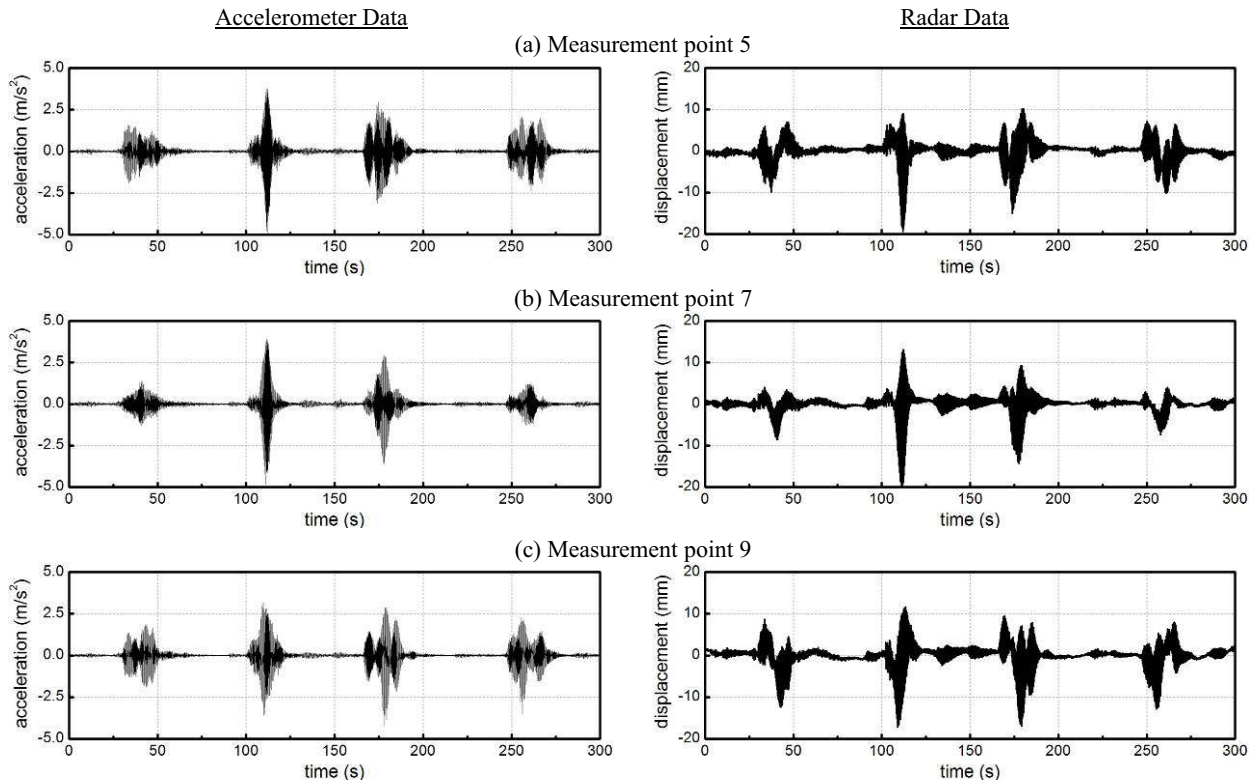 Accelerometer Data
Radar Data
(a) Measurement point 5
acceleration (m/s²)
5.0
2.5
0.0
-2.5
-5.0
0 50 100 150 200 250 300
time (s)
displacement (mm)
20
10
0
-10
-20
0 50 100 150 200 250 300
time (s)
(b) Measurement point 7
acceleration (m/s²)
5.0
2.5
0.0
-2.5
-5.0
0 50 100 150 200 250 300
time (s)
displacement (mm)
20
10
0
-10
-20
0 50 100 150 200 250 300
time (s)
(c) Measurement point 9
acceleration (m/s²)
5.0
2.5
0.0
-2.5
-5.0
0 50 100 150 200 250 300
time (s)
displacement (mm)
20
10
0
-10
-20
0 50 100 150 200 250 300
time (s)